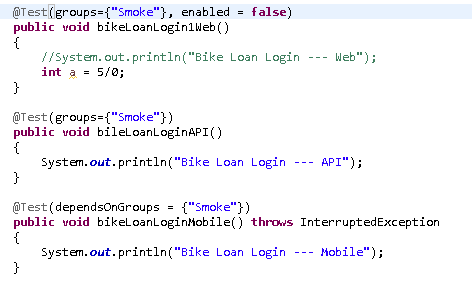 @Test(groups={"Smoke"}, enabled = false)
public void bikeLoanLogin1Web()
{
//System.out.println("Bike Loan Login --- Web");
int a = 5/0;
}
@Test(groups={"Smoke"})
public void bileLoanLoginAPI()
{
System.out.println("Bike Loan Login --- API");
}
@Test(dependsOnGroups = {"Smoke"})
public void bikeLoanLoginMobile() throws InterruptedException
{
System.out.println("Bike Loan Login --- Mobile");
}